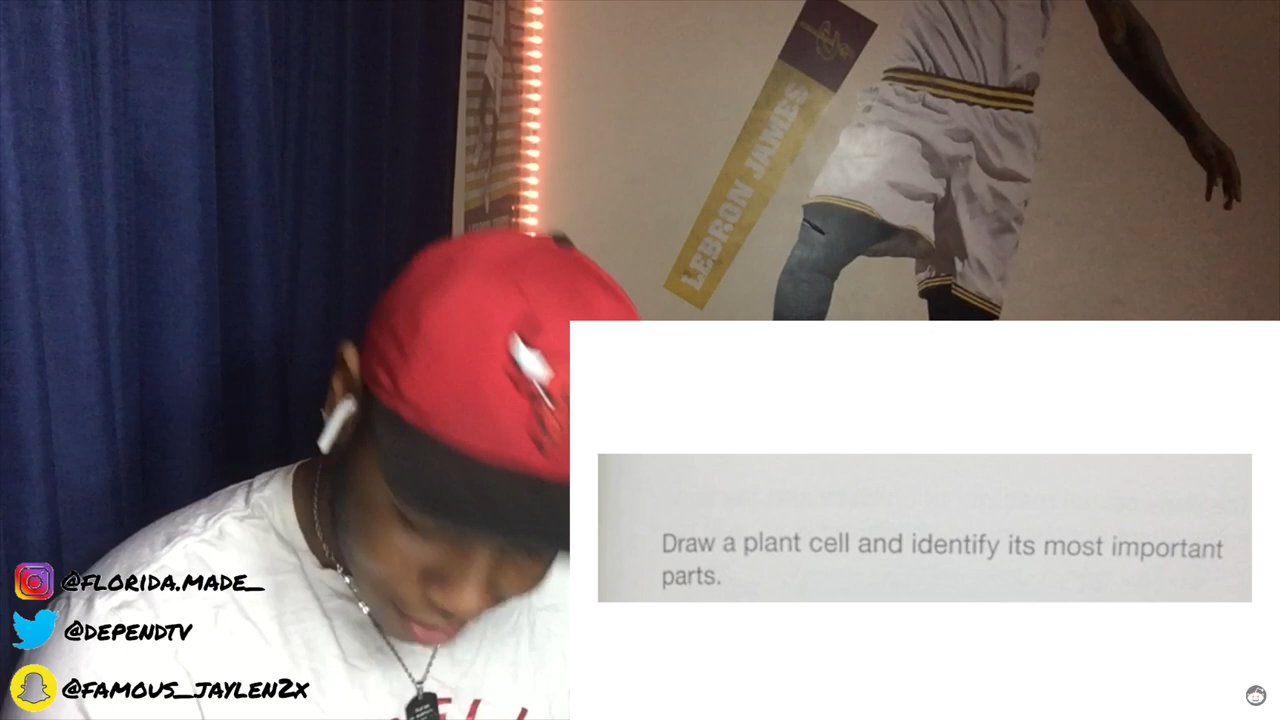 LEBRON JAMES
Draw a plant cell and identify its most important
parts.
@FLORIDA.MADE_
@DEPENDTV
@FAMOUS_JAYLEN2X